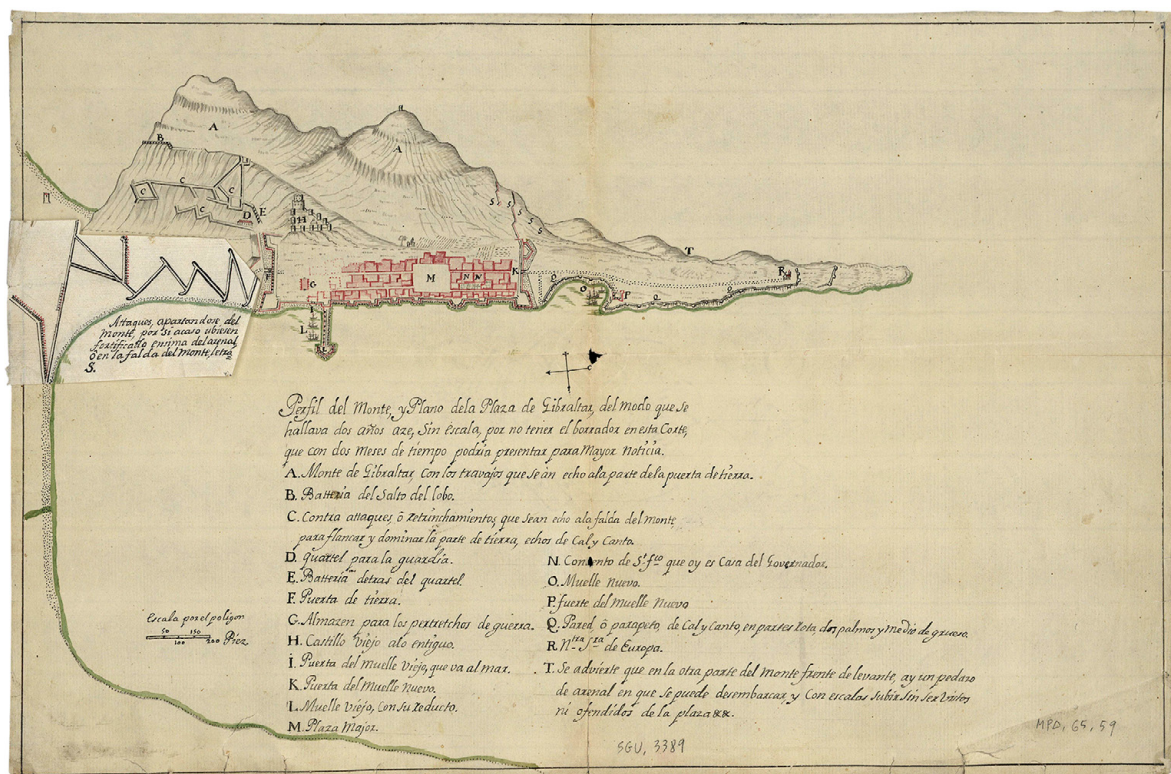 A
A
B
C
C
C
C
D
E
H
T
S
S
S
S
S
T
F
G
M
N
N
K
Q
O
P
Q
Q
R
I
L
Attaques, apartandose del
monte, por si acaso ubiesen
fortificado ensima del arenal,
ô en la falda del monte, letra
S.
Perfil del Monte, y Plano dela Plaza de Gibraltar, del modo que se
hallava dos años aze, Sin Escala, por no tener el borrador en esta Corte,
que con dos meses de tiempo podria presentar para Mayor Noticia.
A. Monte de Gibraltar, Con los travajos que se àn echo ala parte dela puerta de tierra.
B. Batteria del Salto del lobo.
C. Contra attaques, ô retrinchamientos, que sean echo ala falda del monte,
para flancar y dominar la parte de tierra, echos de Cal y Canto.
D. quartel para la guardia.
E. Batteria detras del quartel
F. Puerta de tierra.
G. Almazen para los pertretchos de guerra.
H. Castillo viejo alo entiguo.
I. Puerta del Muelle Viejo, que va al mar.
K. Puerta del Muelle Nuevo.
L. Muelle Viejo, Con su reducto.
M. Plaza Major.
N. Convento de Sn. fco que oy es Casa del Governador.
O. Muelle Nuevo.
P. fuerte del Muelle Nuevo
Q. Pared ô parapeto, de Cal y Canto, en partes rota dos palmos y medio de grueso.
R. Ntra Sra de Europa.
T. Se advierte que en la otra parte del monte frente de levante, ay un pedaso
de arenal en que se puede desembarcar, y Con escalas subir sin ser vistos
ni ofendidos de la plaza &&.
Escala por el poligon
50 150
100 200 Piez
SGU, 3389
MPD, 65, 59